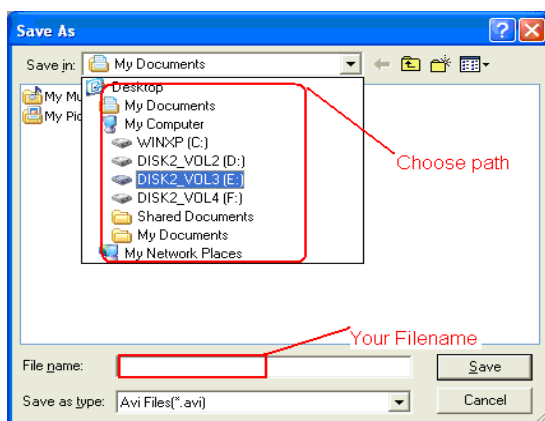 Save As
Save in: My Documents
Desktop
My Mu
My Documents
My Pic
My Computer
WINXP (C:)
DISK2_VOL2 (D:)
Choose path
DISK2_VOL3 (E:)
DISK2_VOL4 (F:)
Shared Documents
My Documents
My Network Places
Your Filename
File name:
Save
Save as type: Avi Files(*.avi)
Cancel